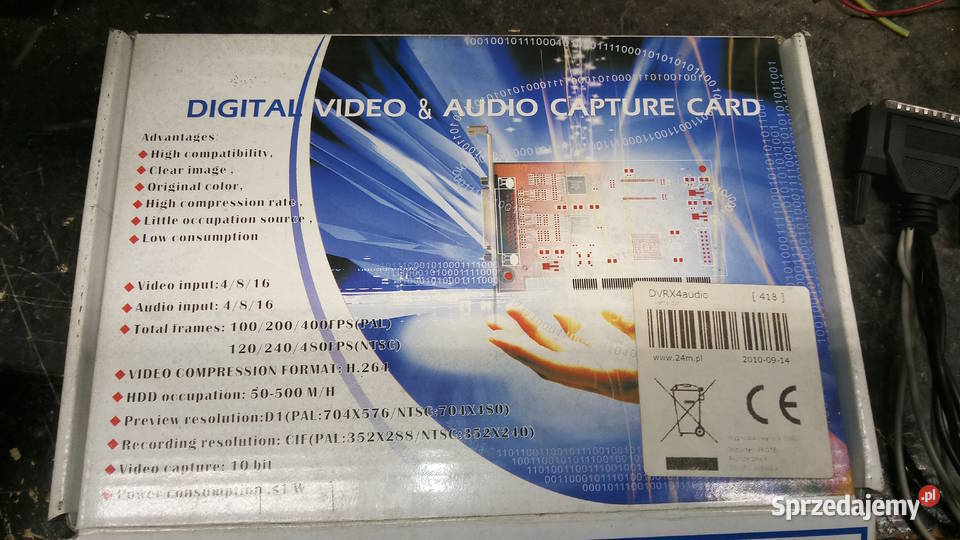 DIGITAL VIDEO & AUDIO CAPTURE CARD
Advantages:
High compatibility,
Clear image ,
Original color,
High compression rate ,
Little occupation source ,
Low consumption
Video input:4/8/16
Audio input: 4/8/16
Total frames: 100/200/400FPS(PAL)
120/240/480FPS(NTSC)
VIDEO COMPRESSION FORMAT: H.264
HDD occupation: 50-500M/H
Preview resolution:D1(PAL:704X576/NTSC:704X480)
Recording resolution: CIF(PAL:352X288/NTSC:352X240)
Video capture: 10 bit
Power consumption .≤1 W
DVRX4audio [ 418 ]
www.24m.pl 2010-09-14
CE
Sprzedajemy.pl